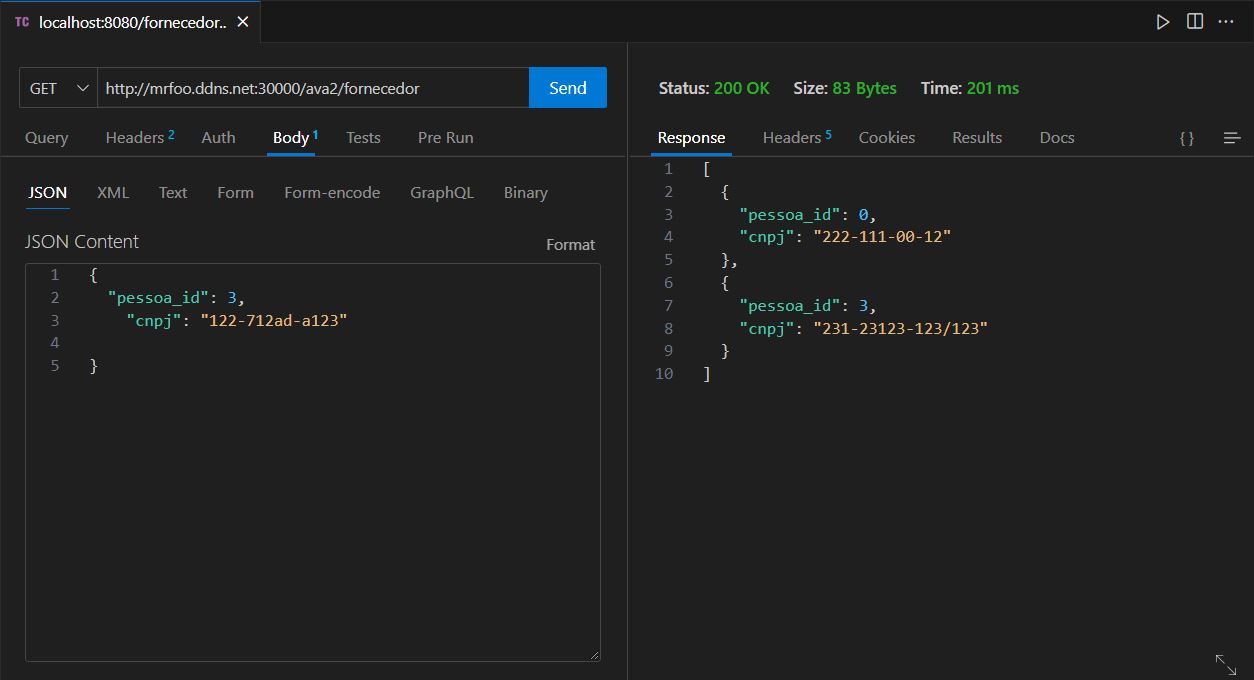 TC localhost:8080/fornecedor..
GET http://mrfoo.ddns.net:30000/ava2/fornecedor Send
Query Headers 2 Auth Body 1 Tests Pre Run
JSON XML Text Form Form-encode GraphQL Binary
JSON Content Format
1 {
2 "pessoa_id": 3,
3 "cnpj": "122-712ad-a123"
4
5 }
Status: 200 OK Size: 83 Bytes Time: 201 ms
Response Headers 5 Cookies Results Docs { }
1 [
2 {
3 "pessoa_id": 0,
4 "cnpj": "222-111-00-12"
5 },
6 {
7 "pessoa_id": 3,
8 "cnpj": "231-23123-123/123"
9 }
10 ]